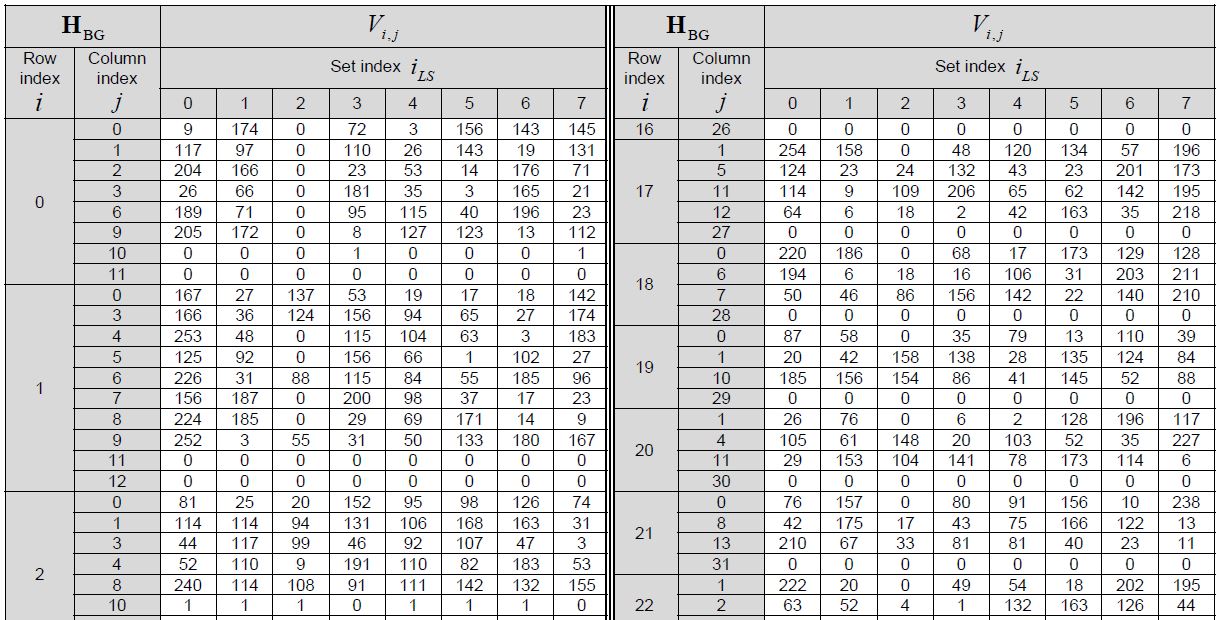 H BG V i,j H BG V i,j
Row index i Column index j Set index i LS Row index i Column index j Set index i LS
0 1 2 3 4 5 6 7 0 1 2 3 4 5 6 7
0 0 9 174 0 72 3 156 143 145 16 26 0 0 0 0 0 0 0 0
1 117 97 0 110 26 143 19 131 17 1 254 158 0 48 120 134 57 196
2 204 166 0 23 53 14 176 71 5 124 23 24 132 43 23 201 173
3 26 66 0 181 35 3 165 21 11 114 9 109 206 65 62 142 195
6 189 71 0 95 115 40 196 23 12 64 6 18 2 42 163 35 218
9 205 172 0 8 127 123 13 112 27 0 0 0 0 0 0 0 0
10 0 0 0 1 0 0 0 1 18 0 220 186 0 68 17 173 129 128
11 0 0 0 0 0 0 0 0 6 194 6 18 16 106 31 203 211
1 0 167 27 137 53 19 17 18 142 7 50 46 86 156 142 22 140 210
3 166 36 124 156 94 65 27 174 28 0 0 0 0 0 0 0 0
4 253 48 0 115 104 63 3 183 19 0 87 58 0 35 79 13 110 39
5 125 92 0 156 66 1 102 27 1 20 42 158 138 28 135 124 84
6 226 31 88 115 84 55 185 96 10 185 156 154 86 41 145 52 88
7 156 187 0 200 98 37 17 23 29 0 0 0 0 0 0 0 0
8 224 185 0 29 69 171 14 9 20 1 26 76 0 6 2 128 196 117
9 252 3 55 31 50 133 180 167 4 105 61 148 20 103 52 35 227
11 0 0 0 0 0 0 0 0 11 29 153 104 141 78 173 114 6
12 0 0 0 0 0 0 0 0 30 0 0 0 0 0 0 0 0
2 0 81 25 20 152 95 98 126 74 21 0 76 157 0 80 91 156 10 238
1 114 114 94 131 106 168 163 31 8 42 175 17 43 75 166 122 13
3 44 117 99 46 92 107 47 3 13 210 67 33 81 81 40 23 11
4 52 110 9 191 110 82 183 53 31 0 0 0 0 0 0 0 0
8 240 114 108 91 111 142 132 155 22 1 222 20 0 49 54 18 202 195
10 1 1 1 0 1 1 1 0 2 63 52 4 1 132 163 126 44